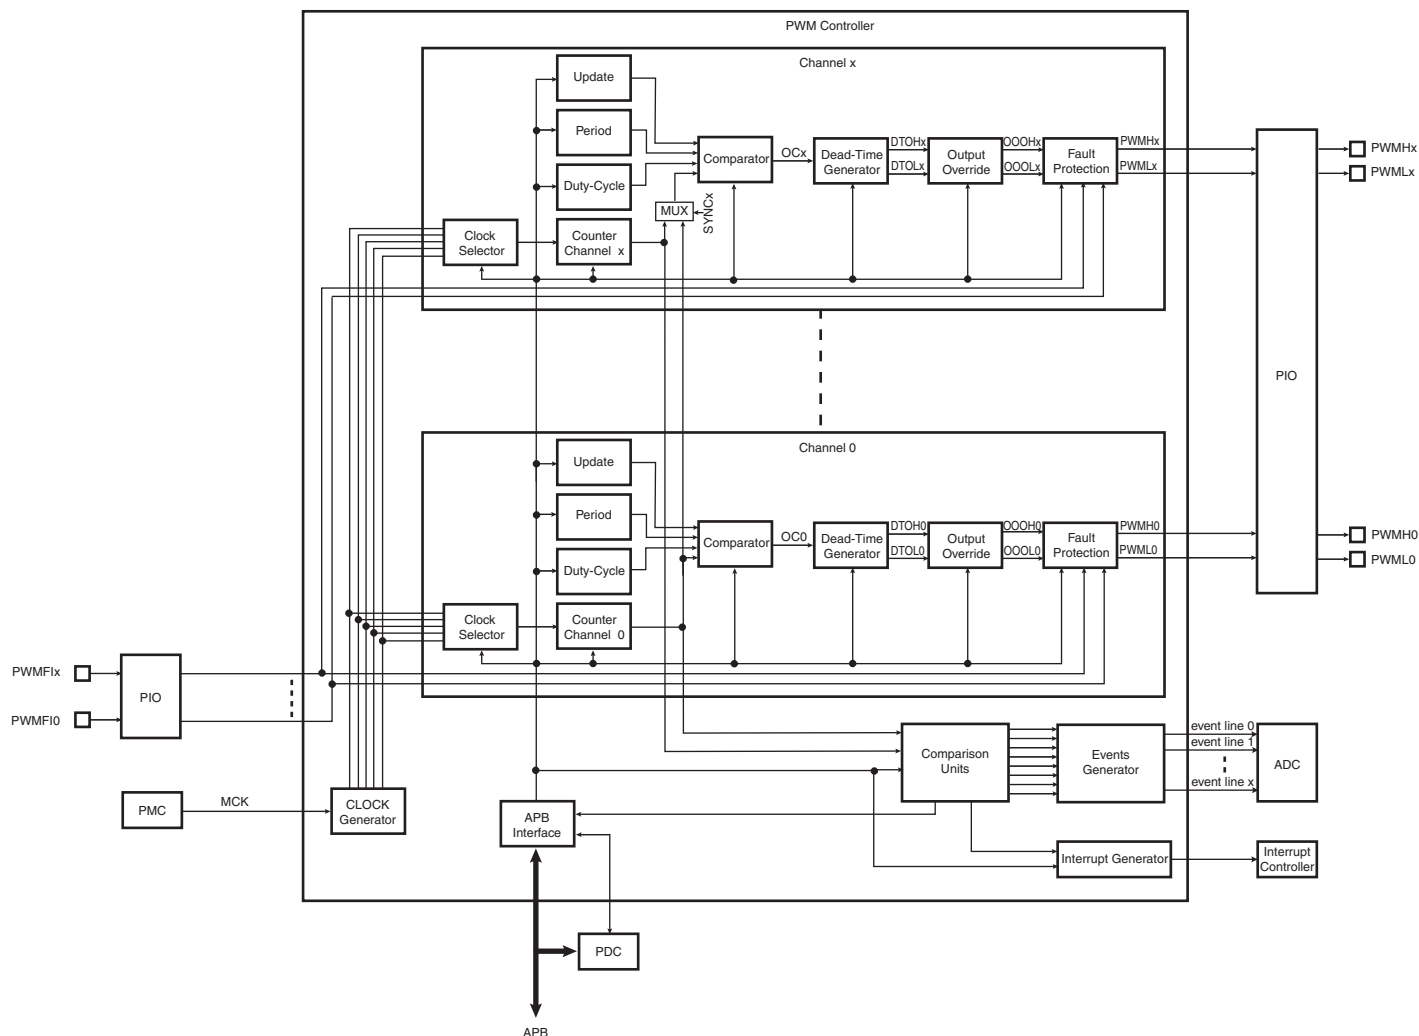 PWM Controller
Channel x
Update
Period
Comparator
OCx
Dead-Time
Generator
DTOHx
DTOLx
Output
Override
OOOHx
OOOLx
Fault
Protection
PWMHx
PWMLx
PWMHx
PWMLx
Duty-Cycle
MUX
SYNCx
Clock
Selector
Counter
Channel x
PIO
Channel 0
Update
Period
Comparator
OC0
Dead-Time
Generator
DTOH0
DTOL0
Output
Override
OOOH0
OOOL0
Fault
Protection
PWMH0
PWML0
PWMH0
PWML0
Duty-Cycle
Clock
Selector
Counter
Channel 0
PWMFIx
PWMFI0
PIO
Comparison
Units
Events
Generator
event line 0
event line 1
event line x
ADC
PMC
MCK
CLOCK
Generator
APB
Interface
Interrupt Generator
Interrupt
Controller
PDC
APB